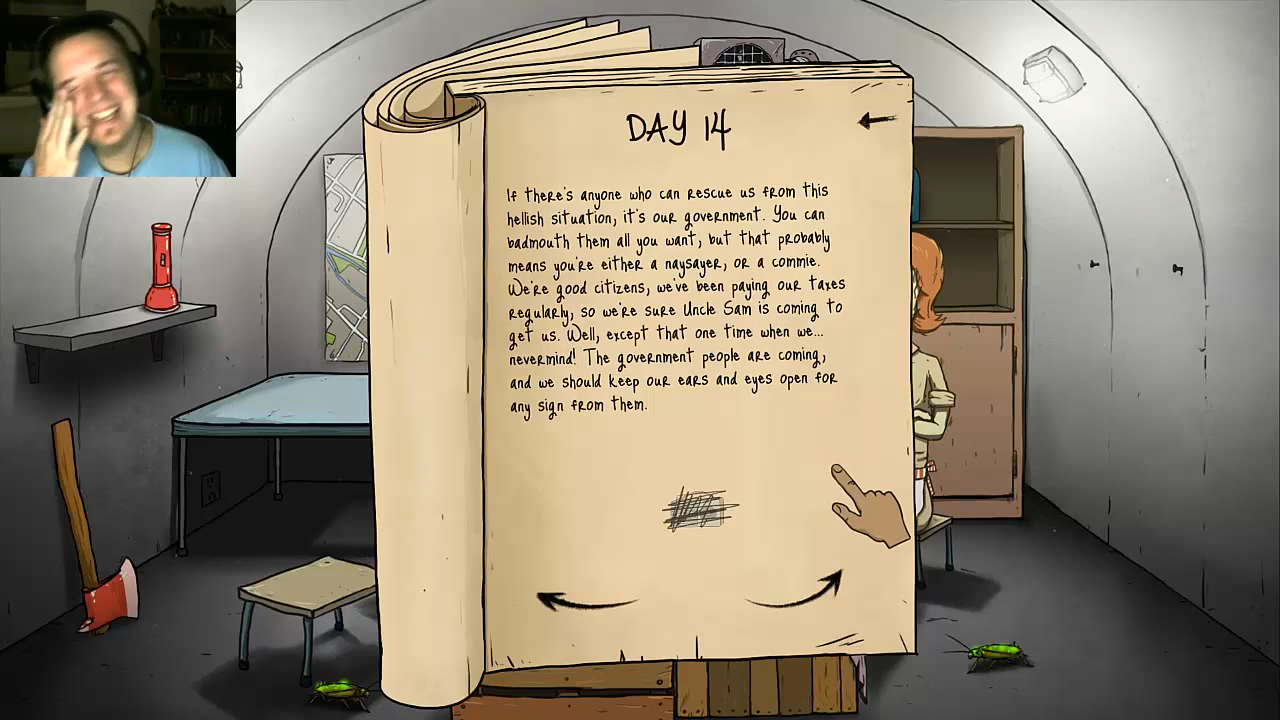 DAY 14
If there's anyone who can rescue us from this
hellish situation, it's our government. You can
badmouth them all you want, but that probably
means you're either a naysayer, or a commie.
We're good citizens, we've been paying our taxes
regularly, so we're sure Uncle Sam is coming to
get us. Well, except that one time when we...
nevermind! The government people are coming,
and we should keep our ears and eyes open for
any sign from them.